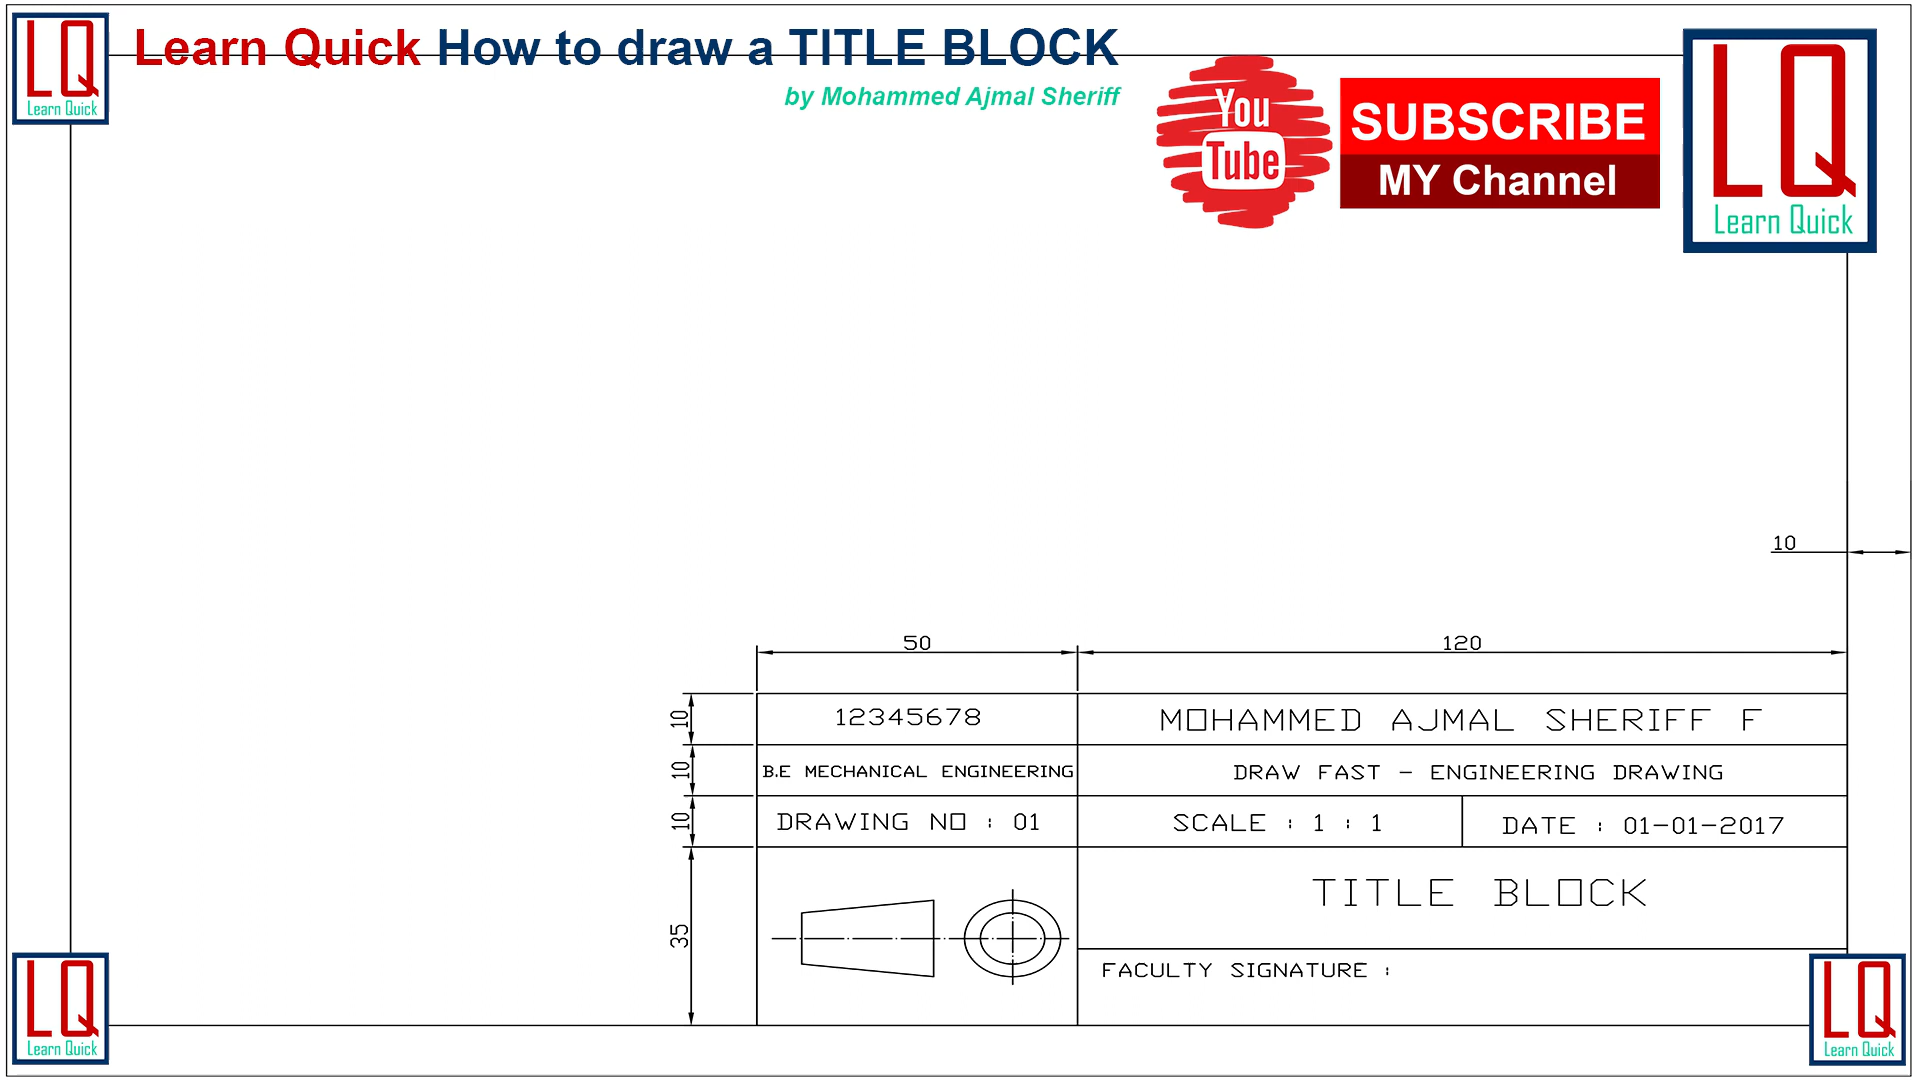 LQ
Learn Quick
Learn Quick How to draw a TITLE BLOCK
by Mohammed Ajmal Sheriff
You
Tube
SUBSCRIBE
MY Channel
LQ
Learn Quick
10
50
120
10
12345678
MOHAMMED AJMAL SHERIFF F
10
B.E MECHANICAL ENGINEERING
DRAW FAST - ENGINEERING DRAWING
10
DRAWING NO : 01
SCALE : 1 : 1
DATE : 01-01-2017
35
TITLE BLOCK
FACULTY SIGNATURE :
LQ
Learn Quick
LQ
Learn Quick